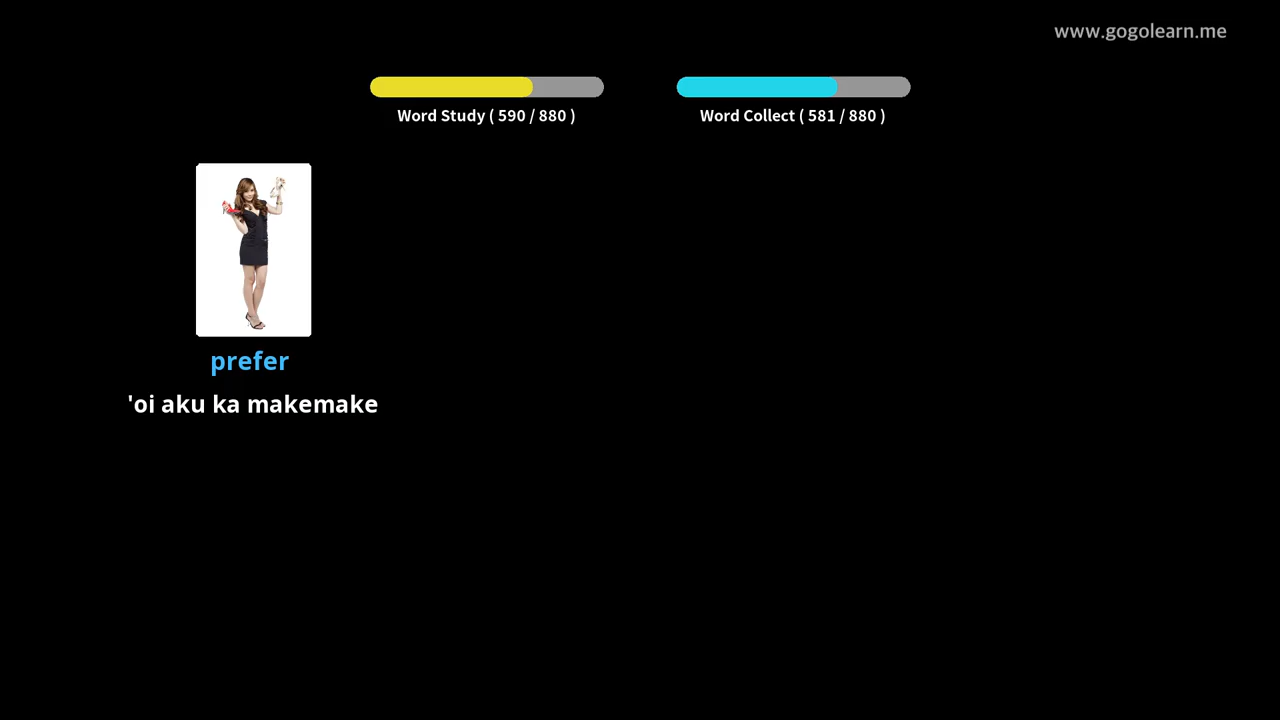 www.gogolearn.me
Word Study ( 590 / 880 )
Word Collect ( 581 / 880 )
prefer
'oi aku ka makemake